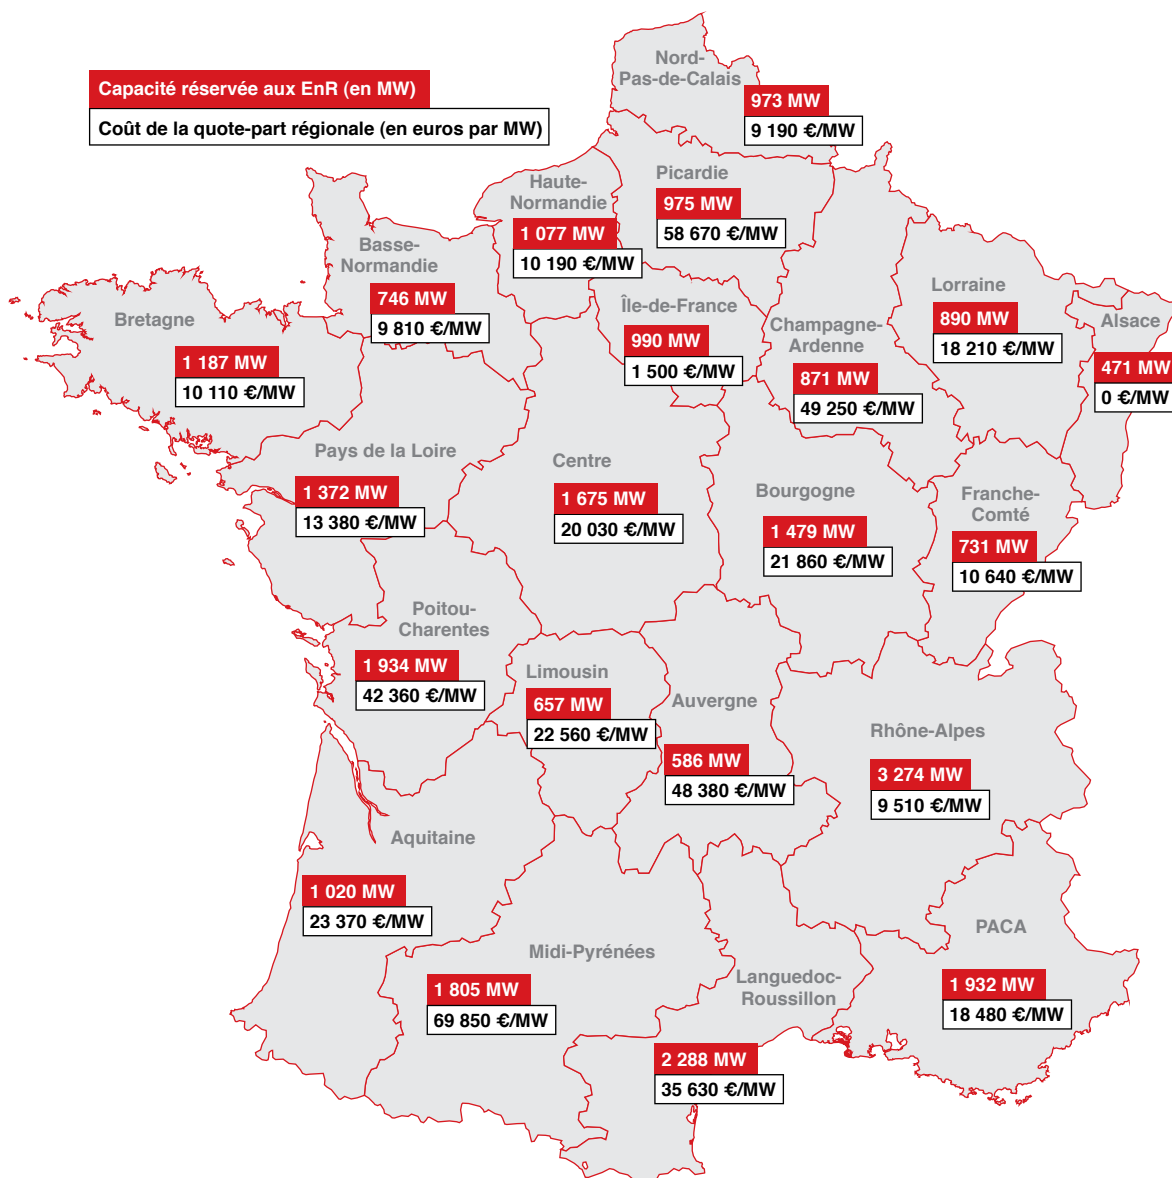 Capacité réservée aux EnR (en MW)
Coût de la quote-part régionale (en euros par MW)
Nord-
Pas-de-Calais
973 MW
9 190 €/MW
Picardie
975 MW
58 670 €/MW
Haute-
Normandie
1 077 MW
10 190 €/MW
Basse-
Normandie
746 MW
9 810 €/MW
Île-de-France
990 MW
1 500 €/MW
Champagne-
Ardenne
871 MW
49 250 €/MW
Lorraine
890 MW
18 210 €/MW
Alsace
471 MW
0 €/MW
Bretagne
1 187 MW
10 110 €/MW
Pays de la Loire
1 372 MW
13 380 €/MW
Centre
1 675 MW
20 030 €/MW
Bourgogne
1 479 MW
21 860 €/MW
Franche-
Comté
731 MW
10 640 €/MW
Poitou-
Charentes
1 934 MW
42 360 €/MW
Limousin
657 MW
22 560 €/MW
Auvergne
586 MW
48 380 €/MW
Rhône-Alpes
3 274 MW
9 510 €/MW
Aquitaine
1 020 MW
23 370 €/MW
Midi-Pyrénées
1 805 MW
69 850 €/MW
Languedoc-
Roussillon
2 288 MW
35 630 €/MW
PACA
1 932 MW
18 480 €/MW